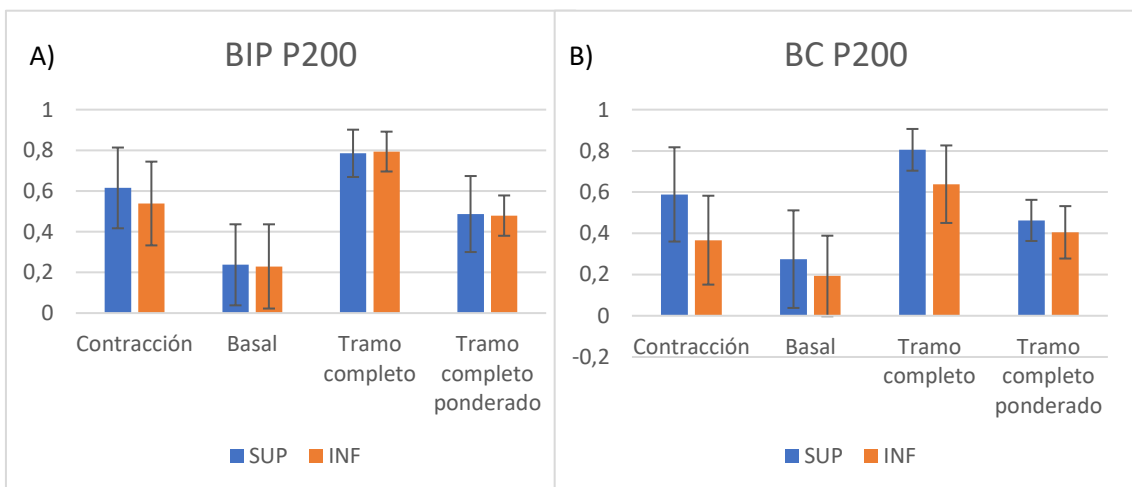 A)
BIP P200
1
0,8
0,6
0,4
0,2
0
Contracción
Basal
Tramo
completo
Tramo
completo
ponderado
SUP
INF
B)
BC P200
1
0,8
0,6
0,4
0,2
0
-0,2
Contracción
Basal
Tramo
completo
Tramo
completo
ponderado
SUP
INF